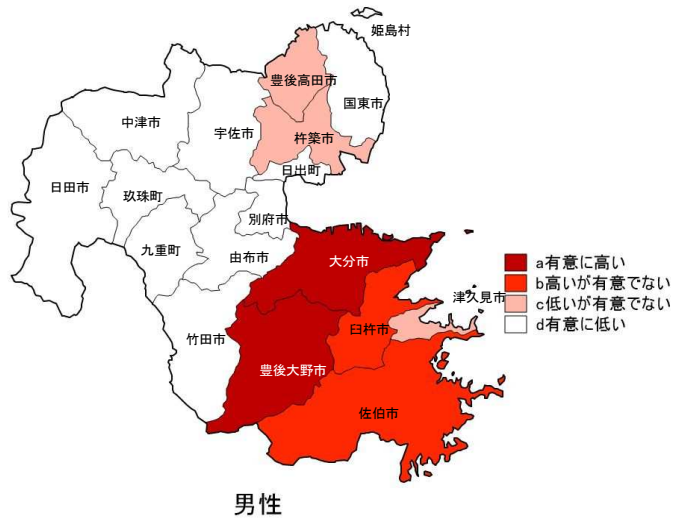 姫島村
豊後高田市
国東市
中津市
宇佐市
杵築市
日出町
日田市
玖珠町
別府市
九重町
由布市
大分市
a有意に高い
b高いが有意でない
c低いが有意でない
d有意に低い
津久見市
臼杵市
竹田市
豊後大野市
佐伯市
男性